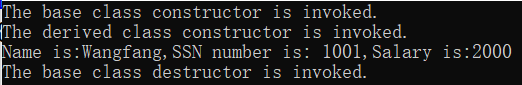 The base class constructor is invoked.
The derived class constructor is invoked.
Name is:Wangfang,SSN number is: 1001,Salary is:2000
The base class destructor is invoked.